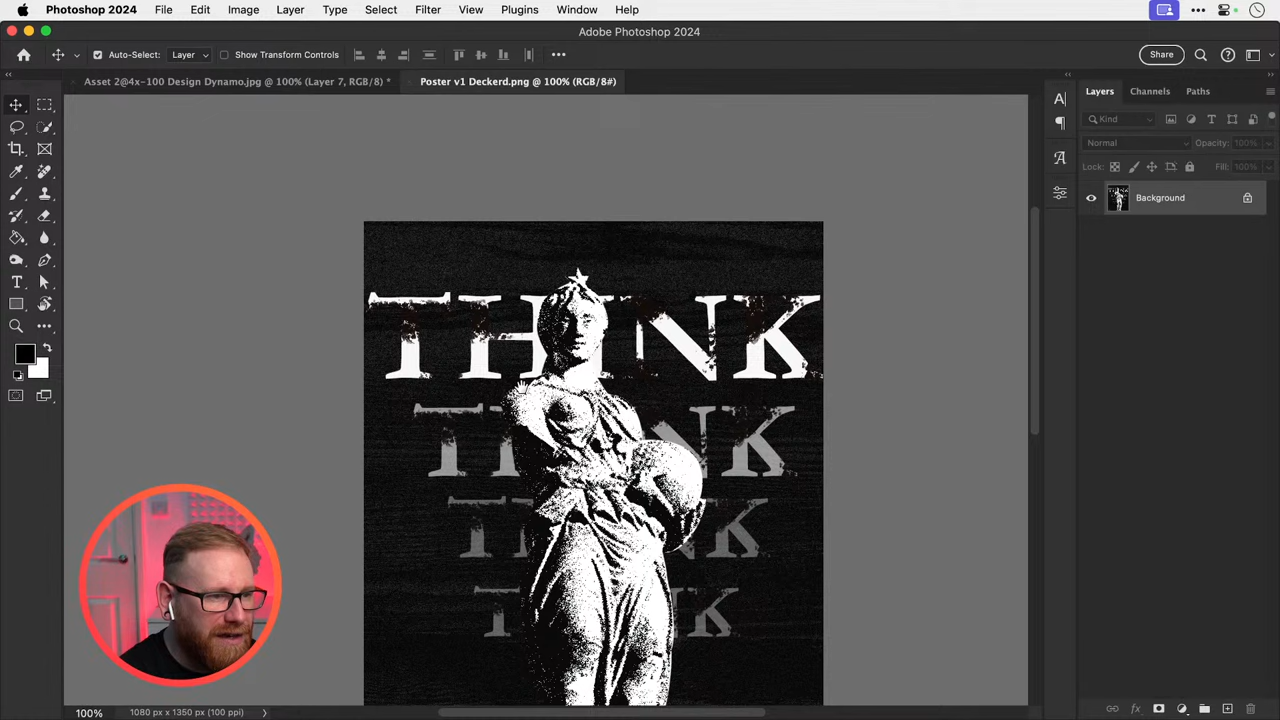 Photoshop 2024 File Edit Image Layer Type Select Filter View Plugins Window Help
Adobe Photoshop 2024
Auto-Select: Layer Show Transform Controls Share
Asset 2@4x-100 Design Dynamo.jpg @ 100% (Layer 7, RGB/8) * Poster v1 Deckerd.png @ 100% (RGB/8#)
Layers Channels Paths
Kind
Normal Opacity: 100%
Lock: Fill: 100%
Background
THINK
TH NK
T K
T K
100% 1080 px x 1350 px (100 ppi)